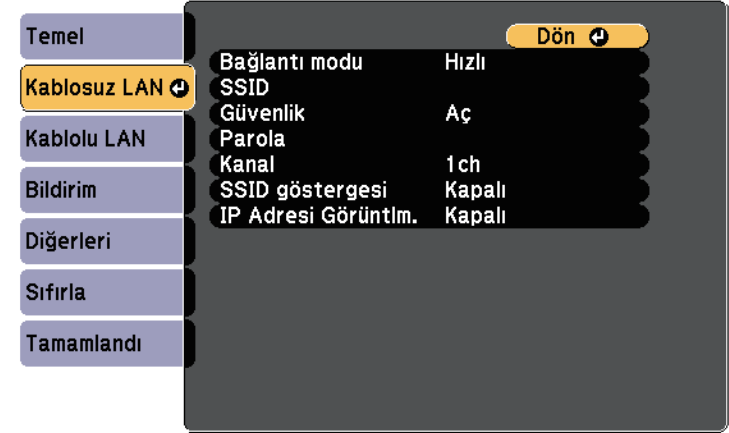 Temel
Kablosuz LAN
Kablolu LAN
Bildirim
Diğerleri
Sıfırla
Tamamlandı
Dön
Bağlantı modu Hızlı
SSID
Güvenlik Aç
Parola
Kanal 1ch
SSID göstergesi Kapalı
IP Adresi Görüntlm. Kapalı